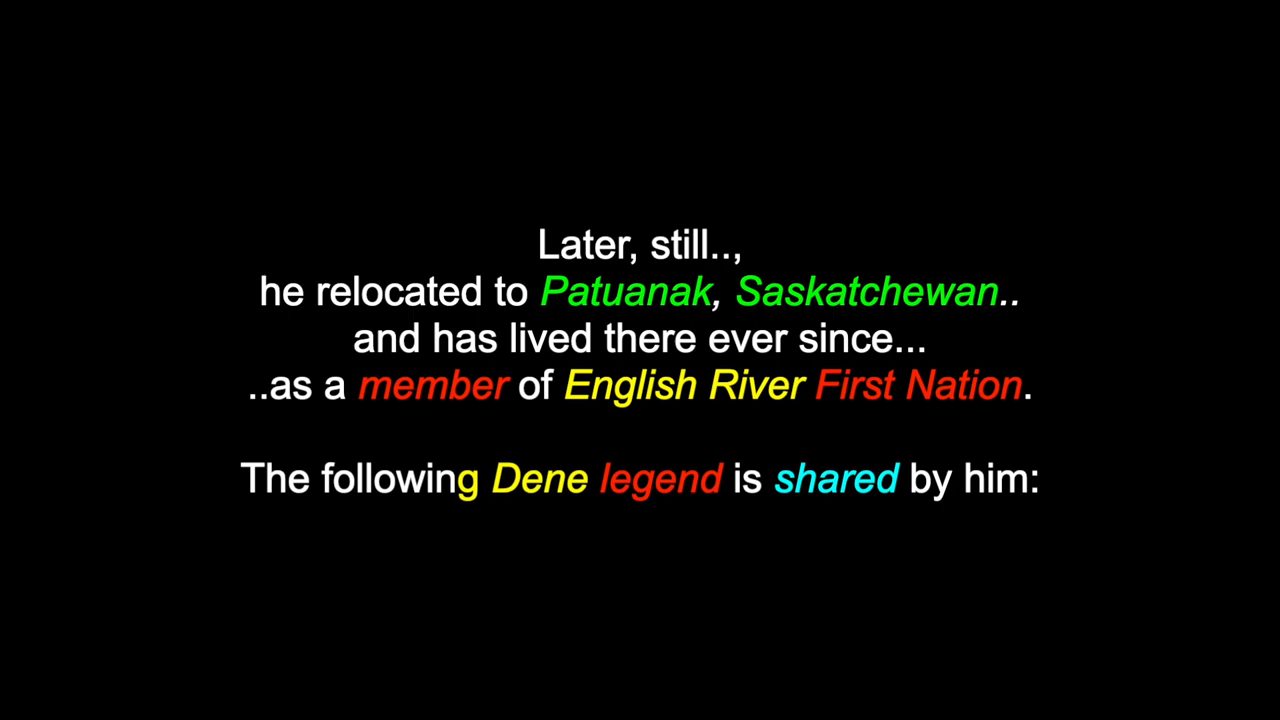 Later, still..,
he relocated to Patuanak, Saskatchewan..
and has lived there ever since...
..as a member of English River First Nation.
The following Dene legend is shared by him: